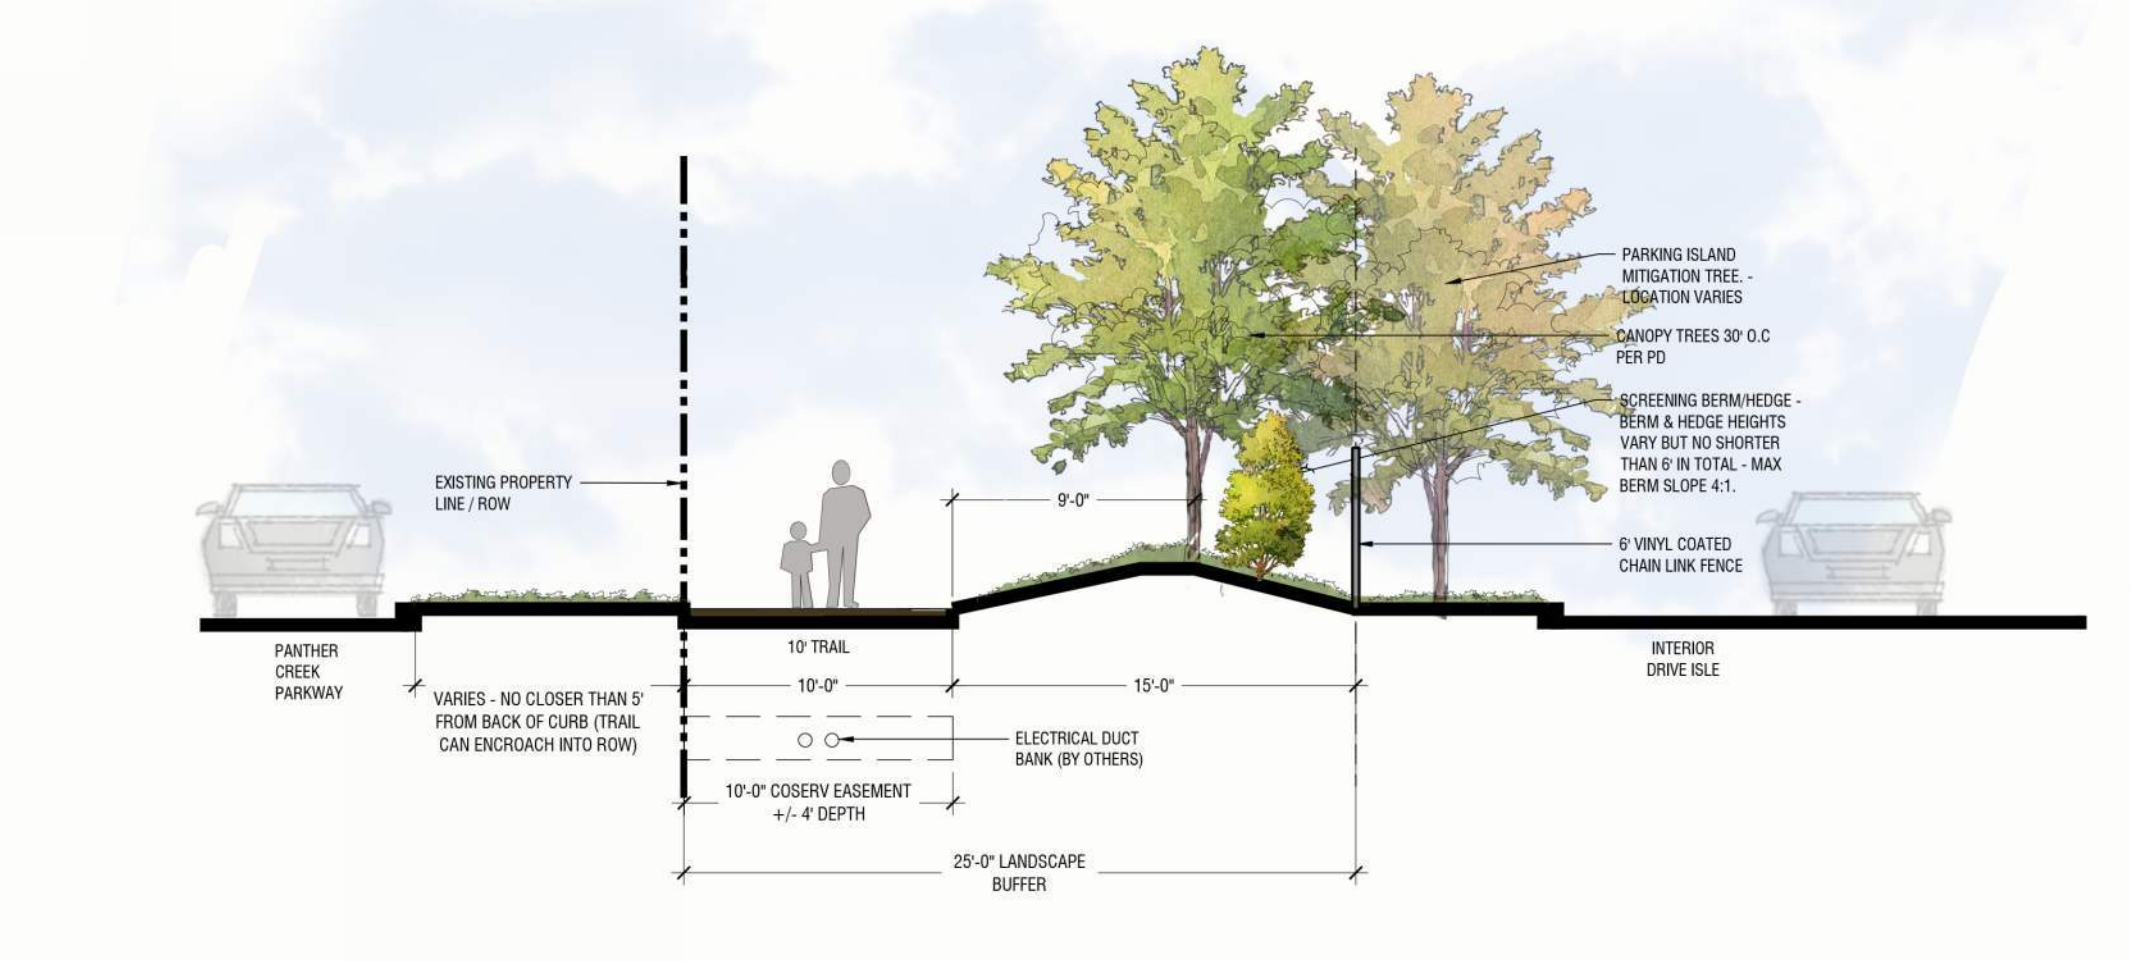 PARKING ISLAND
MITIGATION TREE. -
LOCATION VARIES
CANOPY TREES 30' O.C
PER PD
SCREENING BERM/HEDGE -
BERM & HEDGE HEIGHTS
VARY BUT NO SHORTER
THAN 6' IN TOTAL - MAX
BERM SLOPE 4:1.
EXISTING PROPERTY
LINE / ROW
9'-0"
6' VINYL COATED
CHAIN LINK FENCE
PANTHER
CREEK
PARKWAY
10' TRAIL
INTERIOR
DRIVE ISLE
VARIES - NO CLOSER THAN 5'
FROM BACK OF CURB (TRAIL
CAN ENCROACH INTO ROW)
10'-0"
15'-0"
ELECTRICAL DUCT
BANK (BY OTHERS)
10'-0" COSERV EASEMENT
+/- 4' DEPTH
25'-0" LANDSCAPE
BUFFER